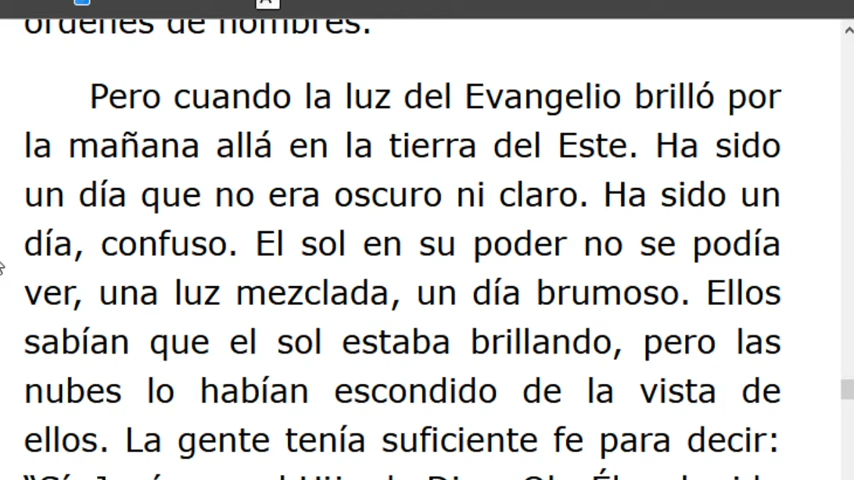 órdenes de hombres.
Pero cuando la luz del Evangelio brilló por
la mañana allá en la tierra del Este. Ha sido
un día que no era oscuro ni claro. Ha sido un
día, confuso. El sol en su poder no se podía
ver, una luz mezclada, un día brumoso. Ellos
sabían que el sol estaba brillando, pero las
nubes lo habían escondido de la vista de
ellos. La gente tenía suficiente fe para decir: